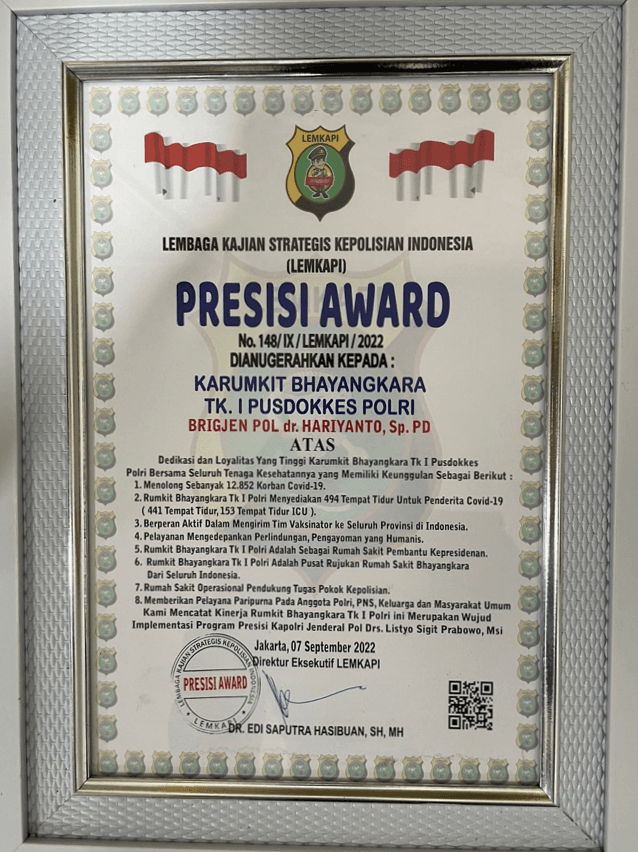 LEMKAPI
LEMBAGA KAJIAN STRATEGIS KEPOLISIAN INDONESIA
(LEMKAPI)
PRESISI AWARD
No. 148/ IX / LEMKAPI / 2022
DIANUGERAHKAN KEPADA :
KARUMKIT BHAYANGKARA
TK. I PUSDOKKES POLRI
BRIGJEN POL dr. HARIYANTO, Sp. PD
ATAS
Dedikasi dan Loyalitas Yang Tinggi Karumkit Bhayangkara Tk I Pusdokkes
Polri Bersama Seluruh Tenaga Kesehatannya yang Memiliki Keunggulan Sebagai Berikut :
1. Menolong Sebanyak 12.852 Korban Covid-19.
2. Rumkit Bhayangkara Tk I Polri Menyediakan 494 Tempat Tidur Untuk Penderita Covid-19
( 441 Tempat Tidur,153 Tempat Tidur ICU ).
3. Berperan Aktif Dalam Mengirim Tim Vaksinator ke Seluruh Provinsi di Indonesia.
4. Pelayanan Mengedepankan Perlindungan, Pengayoman yang Humanis.
5. Rumkit Bhayangkara Tk I Polri Adalah Sebagai Rumah Sakit Pembantu Kepresidenan.
6. Rumkit Bhayangkara Tk I Polri Adalah Pusat Rujukan Rumah Sakit Bhayangkara
Dari Seluruh Indonesia.
7. Rumah Sakit Operasional Pendukung Tugas Pokok Kepolisian.
8. Memberikan Pelayana Paripurna Pada Anggota Polri, PNS, Keluarga dan Masyarakat Umum
Kami Mencatat Kinerja Rumkit Bhayangkara Tk I Polri ini Merupakan Wujud
Implementasi Program Presisi Kapolri Jenderal Pol Drs. Listyo Sigit Prabowo, Msi
Jakarta, 07 September 2022
Direktur Eksekutif LEMKAPI
LEMBAGA KAJIAN STRATEGIS KEPOLISIAN INDONESIA
PRESISI AWARD
LEMKAPI
DR. EDI SAPUTRA HASIBUAN, SH, MH